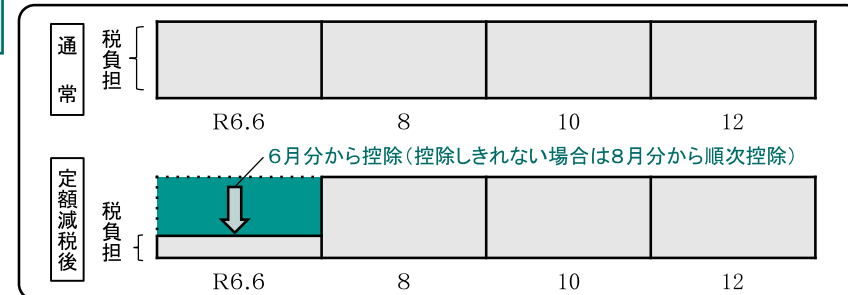 通常
税負担
R6.6 8 10 12
6月分から控除(控除しきれない場合は8月分から順次控除)
定額減税後
税負担
R6.6 8 10 12